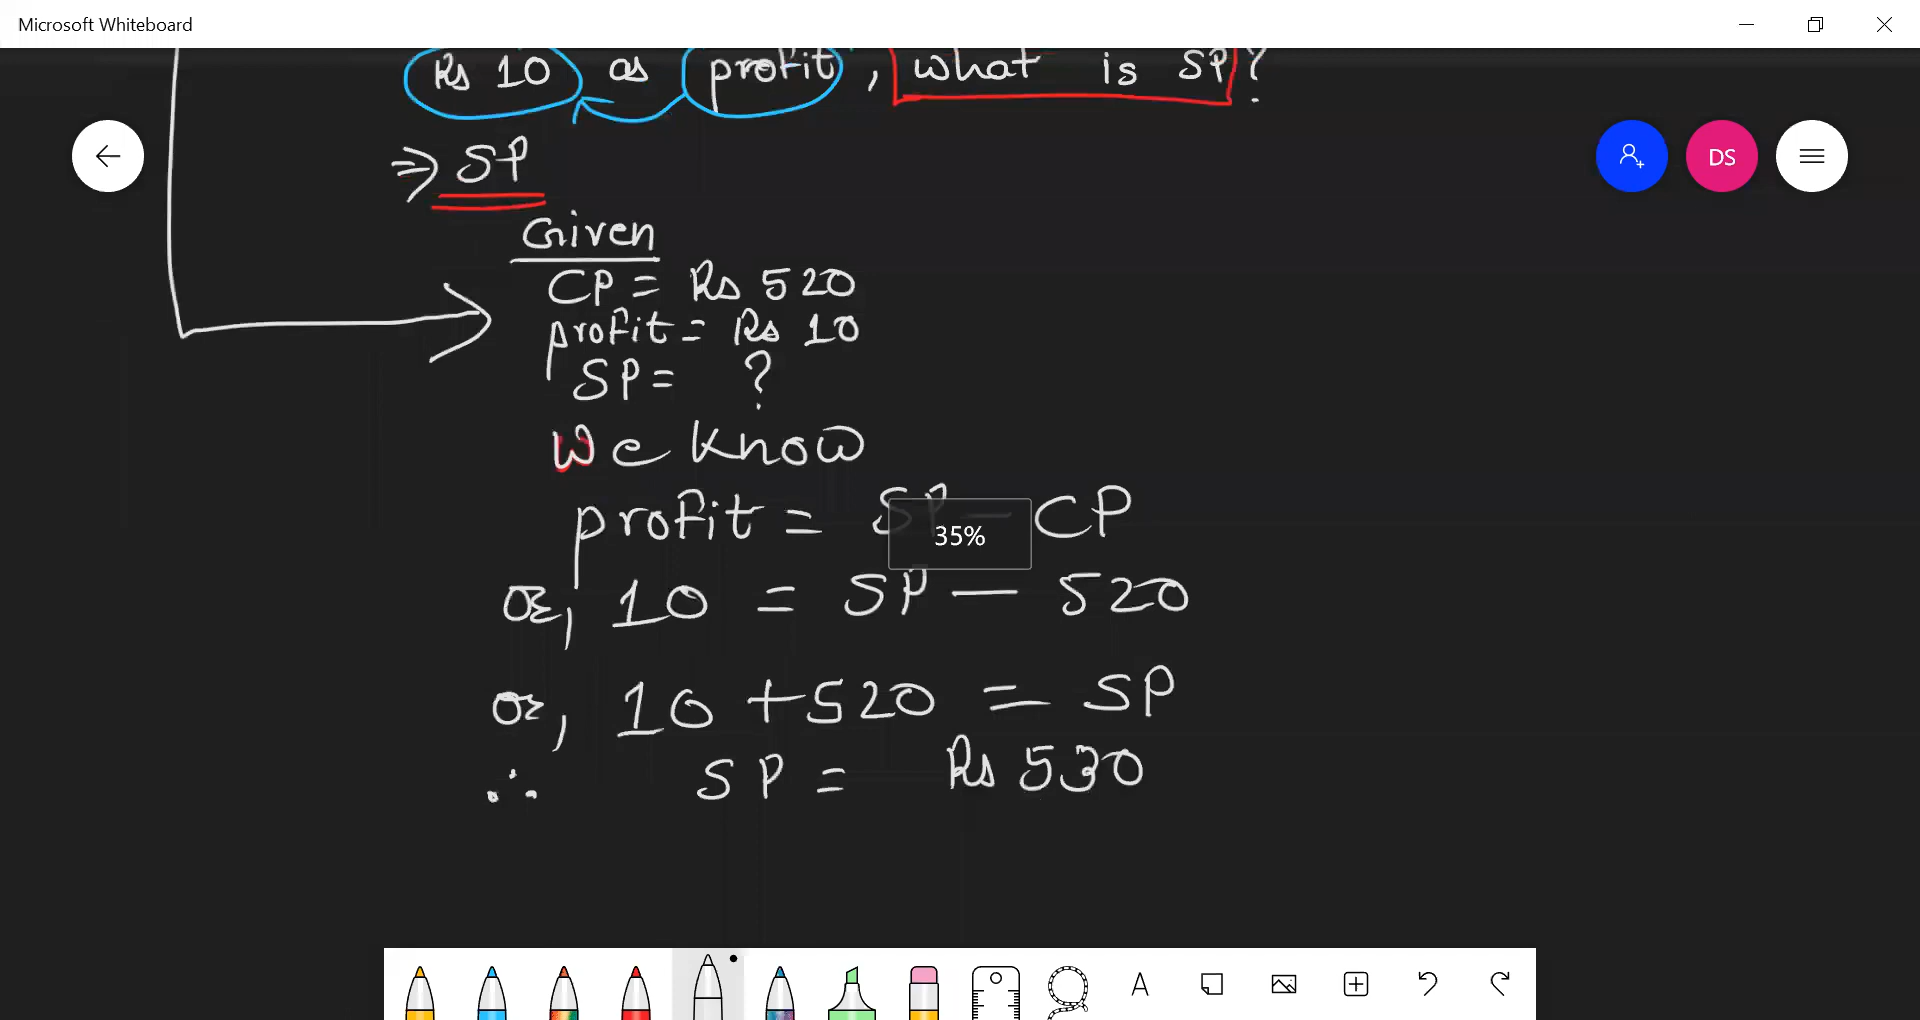 Microsoft Whiteboard
Rs 10 as profit, what is SP?
⇒ SP
DS
Given
CP = Rs 520
profit = Rs 10
SP = ?
We know
profit = SP - CP
35%
or, 10 = SP - 520
or, 10 + 520 = SP
∴ SP = Rs 530
A